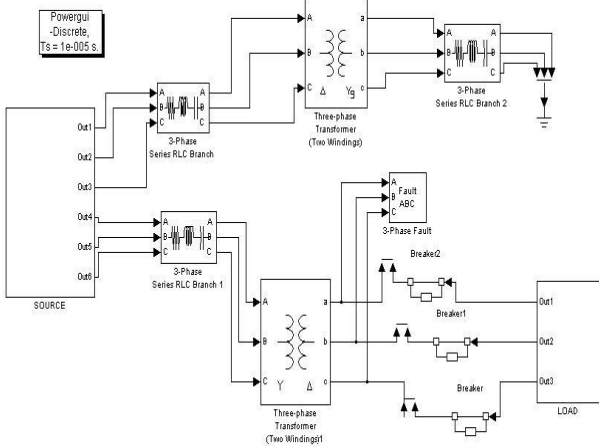 Powergui
-Discrete,
Ts = 1e-005 s.
A
B
C
A
B
C
3-Phase
Series RLC Branch
A
B
C
a
b
c
Δ
Yg
Three-phase
Transformer
(Two Windings)
A
B
C
A
B
C
3-Phase
Series RLC Branch 2
Out1
Out2
Out3
Out4
Out5
Out6
SOURCE
A
B
C
A
B
C
3-Phase
Series RLC Branch 1
A
B
C
Fault
ABC
3-Phase Fault
A
B
C
a
b
c
Y
Δ
Three-phase
Transformer
(Two Windings)1
Breaker2
Breaker1
Breaker
Out1
Out2
Out3
LOAD